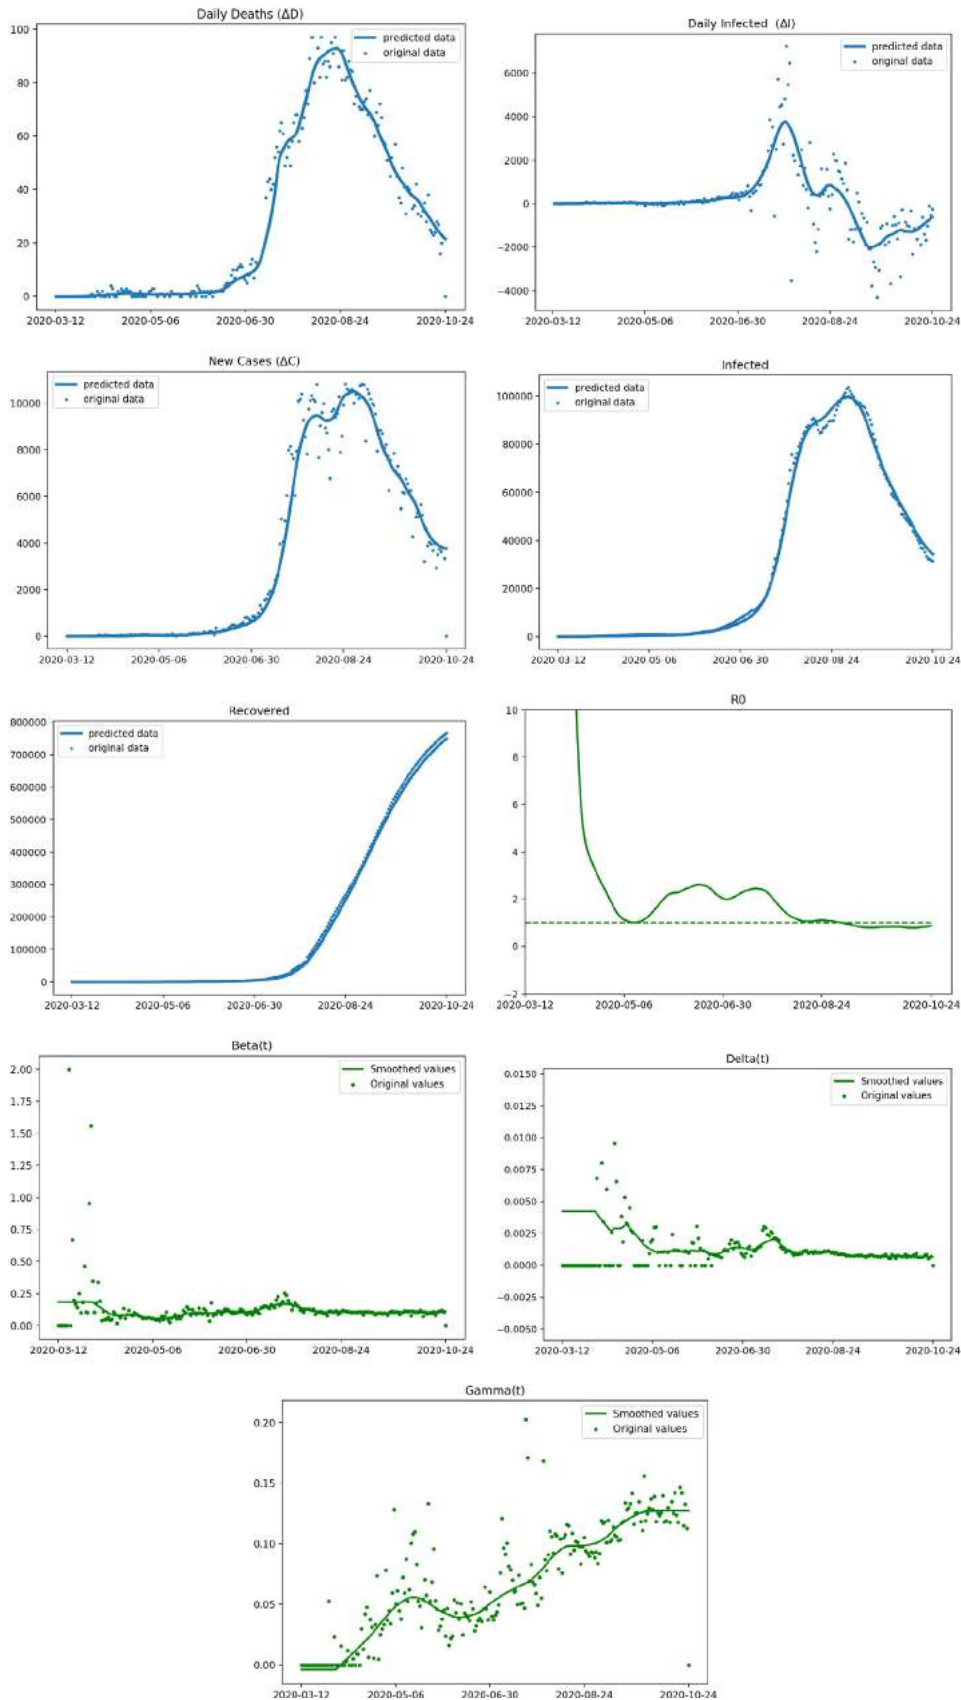 Daily Deaths (ΔD)
predicted data
original data
100
80
60
40
20
0
2020-03-12 2020-05-06 2020-06-30 2020-08-24 2020-10-24
Daily Infected (ΔI)
predicted data
original data
6000
4000
2000
0
−2000
−4000
2020-03-12 2020-05-06 2020-06-30 2020-08-24 2020-10-24
New Cases (ΔC)
predicted data
original data
10000
8000
6000
4000
2000
0
2020-03-12 2020-05-06 2020-06-30 2020-08-24 2020-10-24
Infected
predicted data
original data
100000
80000
60000
40000
20000
0
2020-03-12 2020-05-06 2020-06-30 2020-08-24 2020-10-24
Recovered
predicted data
original data
800000
700000
600000
500000
400000
300000
200000
100000
0
2020-03-12 2020-05-06 2020-06-30 2020-08-24 2020-10-24
R0
10
8
6
4
2
0
−2
2020-03-12 2020-05-06 2020-06-30 2020-08-24 2020-10-24
Beta(t)
Smoothed values
Original values
2.00
1.75
1.50
1.25
1.00
0.75
0.50
0.25
0.00
2020-03-12 2020-05-06 2020-06-30 2020-08-24 2020-10-24
Delta(t)
Smoothed values
Original values
0.0150
0.0125
0.0100
0.0075
0.0050
0.0025
0.0000
−0.0025
−0.0050
2020-03-12 2020-05-06 2020-06-30 2020-08-24 2020-10-24
Gamma(t)
Smoothed values
Original values
0.20
0.15
0.10
0.05
0.00
2020-03-12 2020-05-06 2020-06-30 2020-08-24 2020-10-24